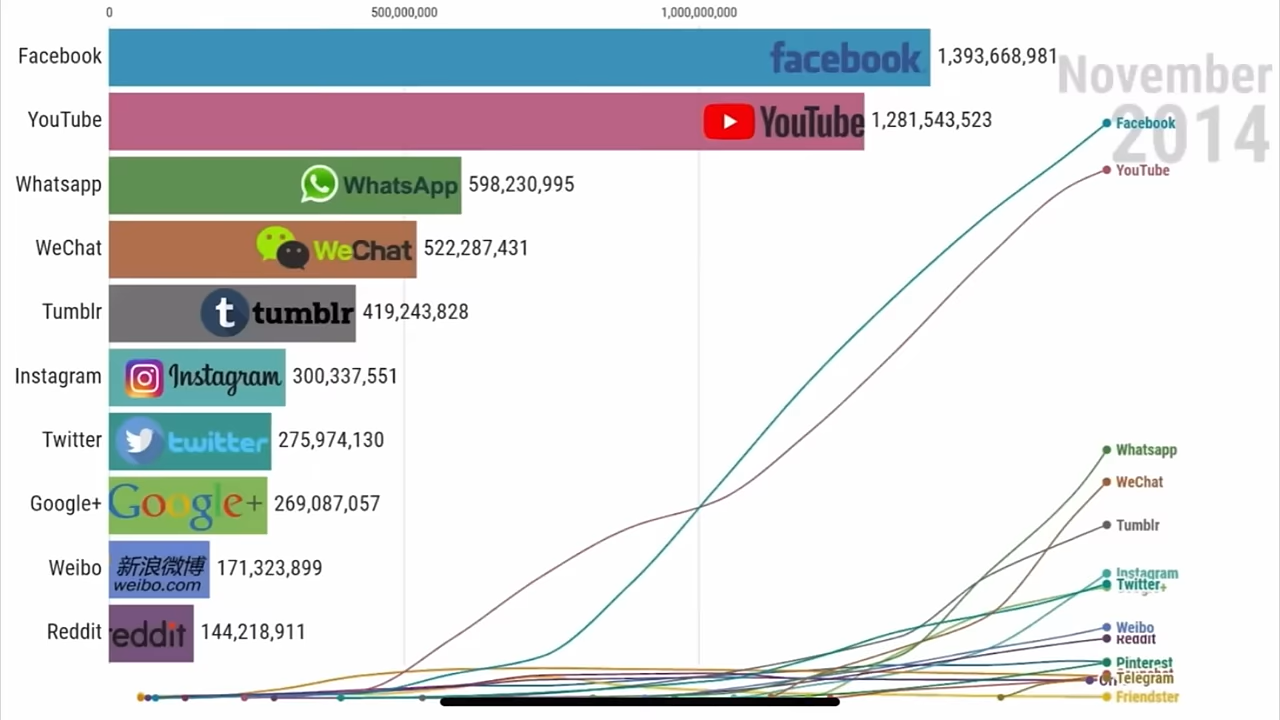 0 500,000,000 1,000,000,000
Facebook facebook 1,393,668,981
November
2014
YouTube YouTube 1,281,543,523
Whatsapp WhatsApp 598,230,995
WeChat WeChat 522,287,431
Tumblr t tumblr 419,243,828
Instagram Instagram 300,337,551
Twitter twitter 275,974,130
Google+ Google+ 269,087,057
Weibo 新浪微博 171,323,899
weibo.com
Reddit reddit 144,218,911
Facebook
YouTube
Whatsapp
WeChat
Tumblr
Instagram
Twitter
Weibo
Reddit
Pinterest
Telegram
Friendster